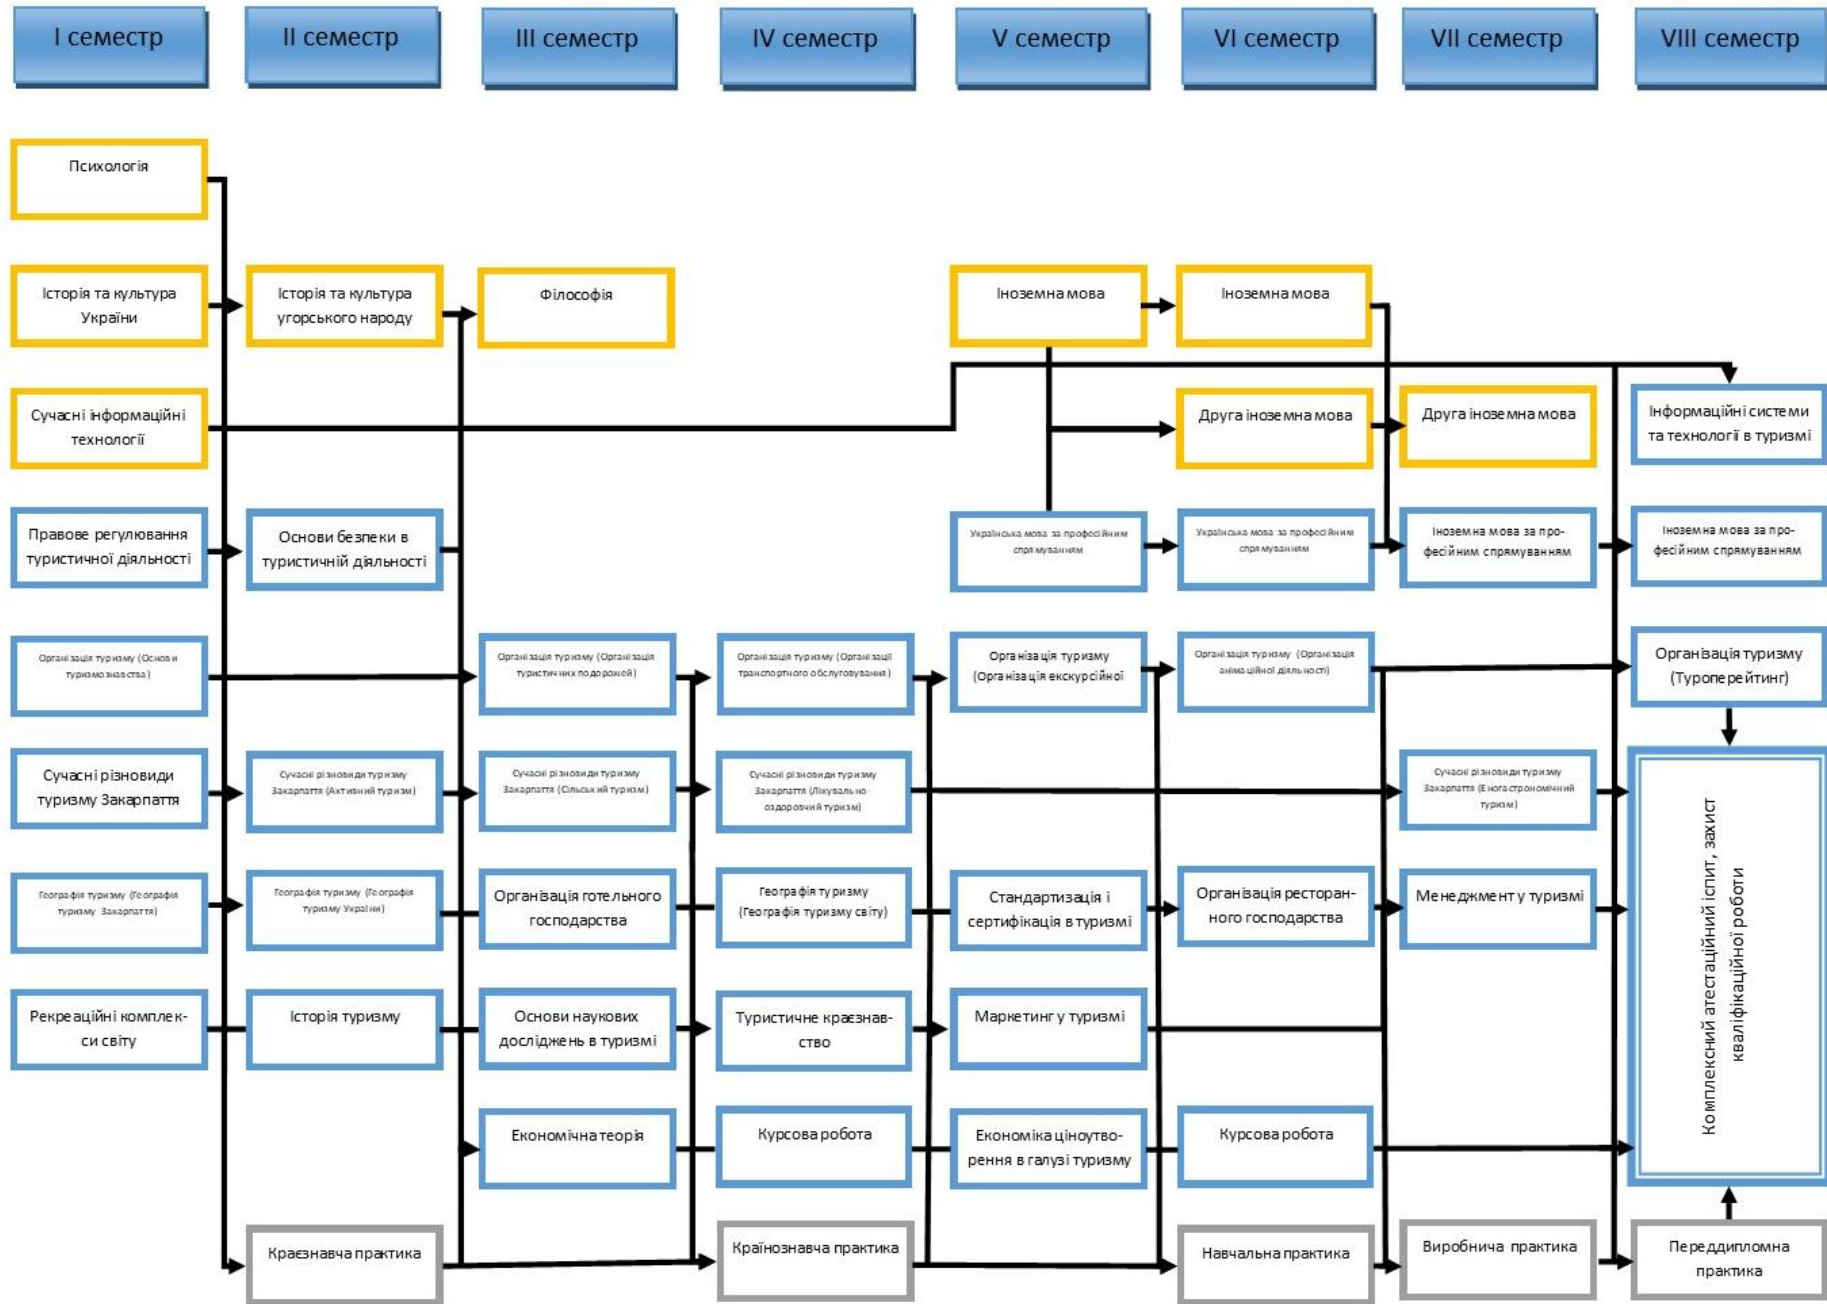 I семестр
II семестр
III семестр
IV семестр
V семестр
VI семестр
VII семестр
VIII семестр
Психологія
Історія та культура
України
Історія та культура
угорського народу
Філософія
Іноземна мова
Іноземна мова
Сучасні інформаційні
технології
Друга іноземна мова
Друга іноземна мова
Інформаційні системи
та технології в туризмі
Правове регулювання
туристичної діяльності
Основи безпеки в
туристичній діяльності
Українська мова за професійним
спрямуванням
Українська мова за професійним
спрямуванням
Іноземна мова за про-
фесійним спрямуванням
Іноземна мова за про-
фесійним спрямуванням
Організація туризму (Основи
туризмознавства)
Організація туризму (Організація
туристичних подорожей)
Організація туризму (Організації
транспортного обслуговування)
Організація туризму
(Організація екскурсійної
Організація туризму (Організація
анімаційної діяльності)
Організація туризму
(Туроперейтинг)
Сучасні різновиди
туризму Закарпаття
Сучасні різновиди туризму
Закарпаття (Активний туризм)
Сучасні різновиди туризму
Закарпаття (Сільський туризм)
Сучасні різновиди туризму
Закарпаття (Лікувально-
оздоровчий туризм)
Сучасні різновиди туризму
Закарпаття (Еногастрономічний
туризм)
Комплексний атестаційний іспит, захист
кваліфікаційної роботи
Географія туризму (Географія
туризму Закарпаття)
Географія туризму (Географія
туризму України)
Організація готельного
господарства
Географія туризму
(Географія туризму світу)
Стандартизація і
сертифікація в туризмі
Організація ресторан-
ного господарства
Менеджмент у туризмі
Рекреаційні комплек-
си світу
Історія туризму
Основи наукових
досліджень в туризмі
Туристичне краєзнав-
ство
Маркетинг у туризмі
Економічна теорія
Курсова робота
Економіка ціноутво-
рення в галузі туризму
Курсова робота
Краєзнавча практика
Країнознавча практика
Навчальна практика
Виробнича практика
Переддипломна
практика